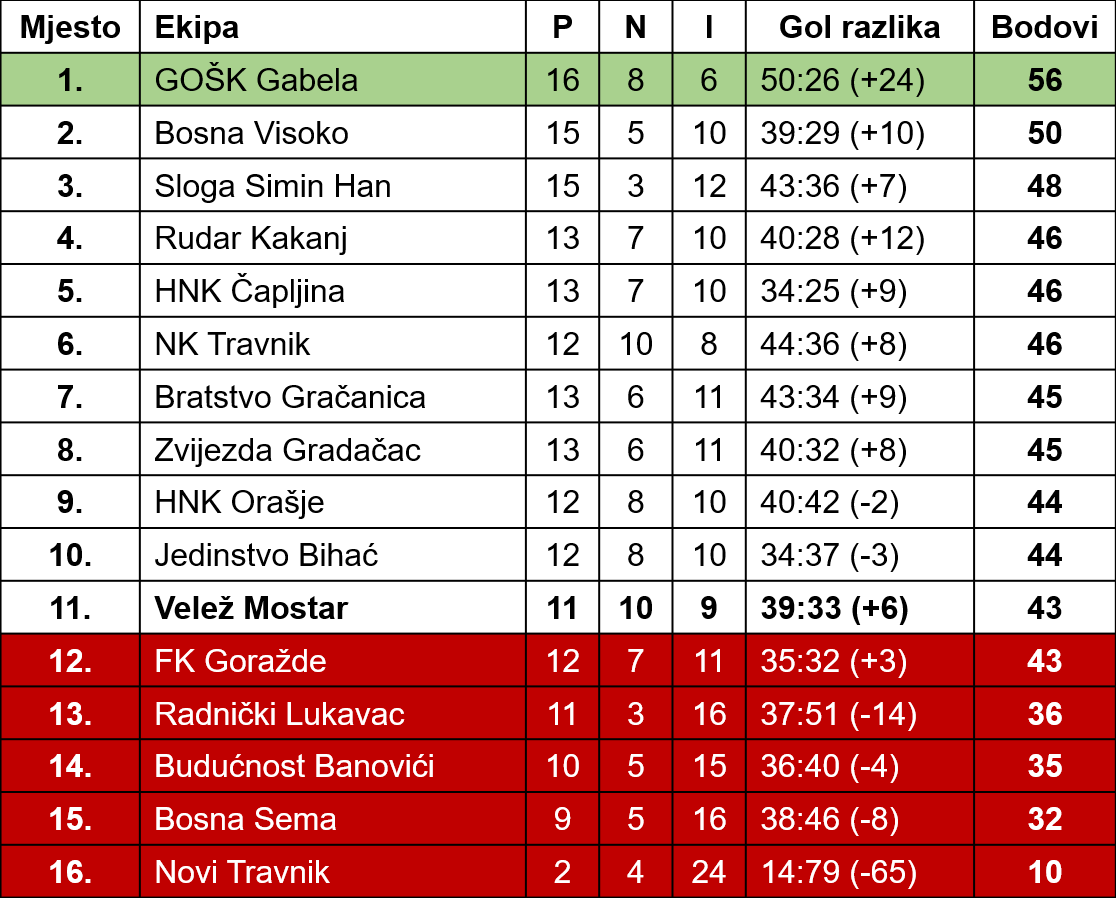 Mjesto Ekipa P N I Gol razlika Bodovi
1. GOŠK Gabela 16 8 6 50:26 (+24) 56
2. Bosna Visoko 15 5 10 39:29 (+10) 50
3. Sloga Simin Han 15 3 12 43:36 (+7) 48
4. Rudar Kakanj 13 7 10 40:28 (+12) 46
5. HNK Čapljina 13 7 10 34:25 (+9) 46
6. NK Travnik 12 10 8 44:36 (+8) 46
7. Bratstvo Gračanica 13 6 11 43:34 (+9) 45
8. Zvijezda Gradačac 13 6 11 40:32 (+8) 45
9. HNK Orašje 12 8 10 40:42 (-2) 44
10. Jedinstvo Bihać 12 8 10 34:37 (-3) 44
11. Velež Mostar 11 10 9 39:33 (+6) 43
12. FK Goražde 12 7 11 35:32 (+3) 43
13. Radnički Lukavac 11 3 16 37:51 (-14) 36
14. Budućnost Banovići 10 5 15 36:40 (-4) 35
15. Bosna Sema 9 5 16 38:46 (-8) 32
16. Novi Travnik 2 4 24 14:79 (-65) 10